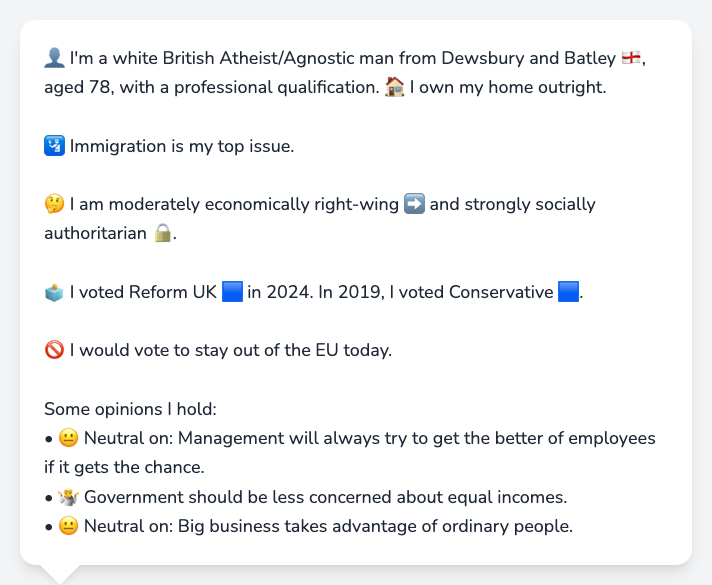 👤 I'm a white British Atheist/Agnostic man from Dewsbury and Batley 🏴󠁧󠁢󠁥󠁮󠁧󠁿,
aged 78, with a professional qualification. 🏠 I own my home outright.
🛂 Immigration is my top issue.
🤔 I am moderately economically right-wing ➡️ and strongly socially
authoritarian 🔒.
🗳️ I voted Reform UK 🟦 in 2024. In 2019, I voted Conservative 🟦.
🚫 I would vote to stay out of the EU today.
Some opinions I hold:
• 😐 Neutral on: Management will always try to get the better of employees
if it gets the chance.
• 🤷 Government should be less concerned about equal incomes.
• 😐 Neutral on: Big business takes advantage of ordinary people.